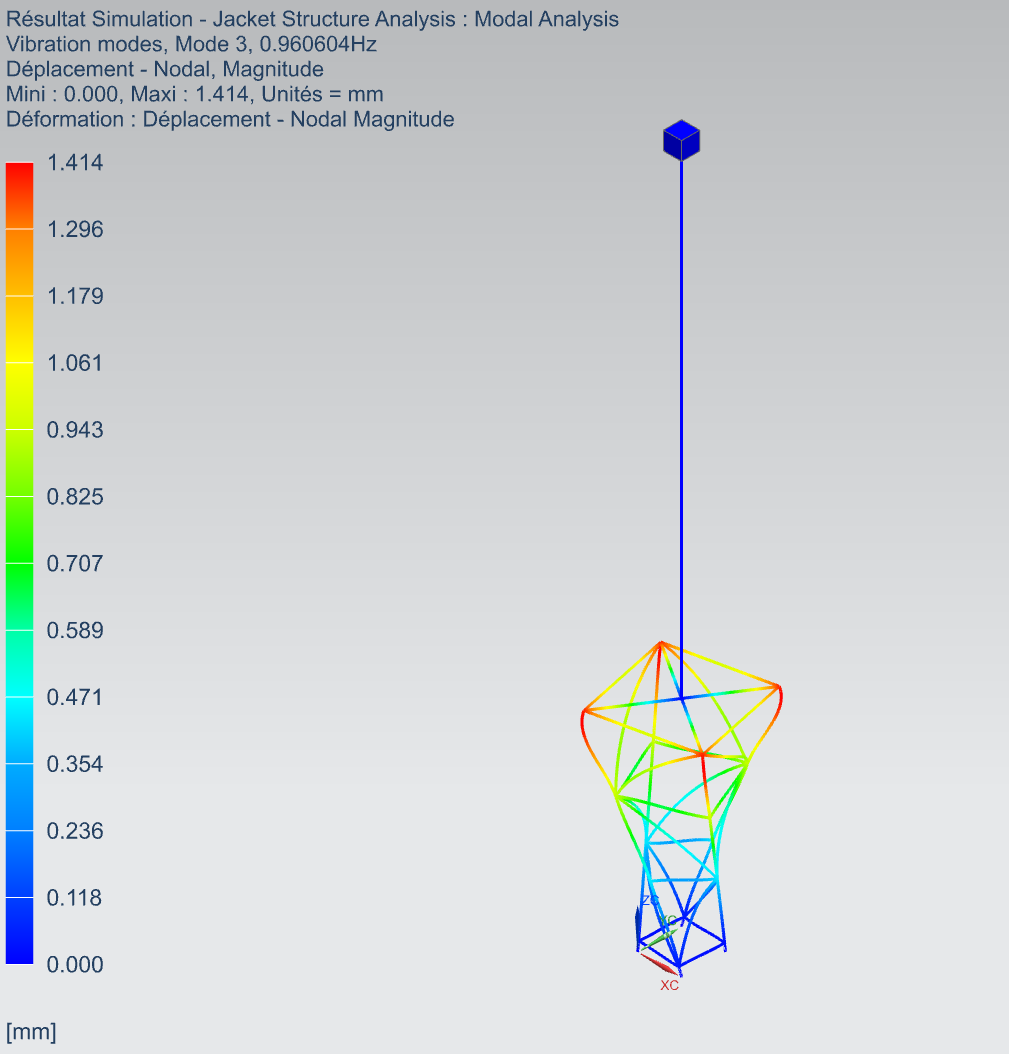 Résultat Simulation - Jacket Structure Analysis : Modal Analysis
Vibration modes, Mode 3, 0.960604Hz
Déplacement - Nodal, Magnitude
Mini : 0.000, Maxi : 1.414, Unités = mm
Déformation : Déplacement - Nodal Magnitude
1.414
1.296
1.179
1.061
0.943
0.825
0.707
0.589
0.471
0.354
0.236
0.118
0.000
[mm]
XC